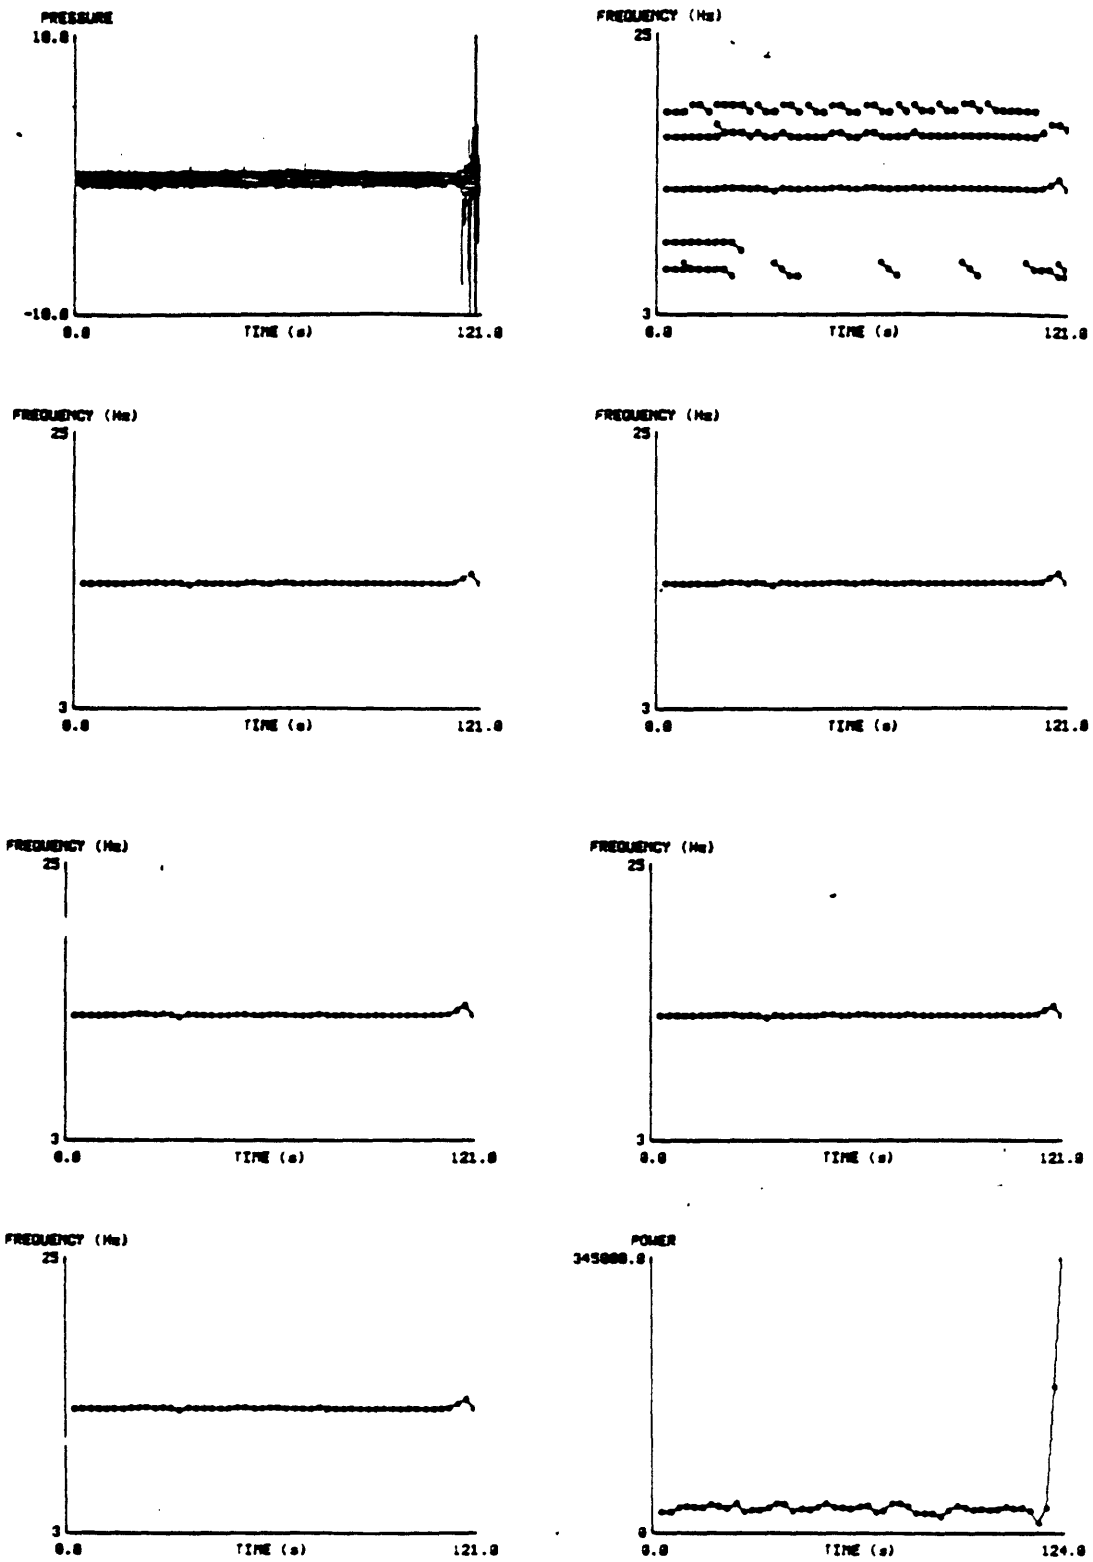 PRESSURE
10.0
-10.0
0.0 TIME (s) 121.0
FREQUENCY (Hz)
25
3
0.0 TIME (s) 121.0
FREQUENCY (Hz)
25
3
0.0 TIME (s) 121.0
FREQUENCY (Hz)
25
3
0.0 TIME (s) 121.0
FREQUENCY (Hz)
25
3
0.0 TIME (s) 121.0
FREQUENCY (Hz)
25
3
0.0 TIME (s) 121.0
FREQUENCY (Hz)
25
3
0.0 TIME (s) 121.0
POWER
345000.0
0
0.0 TIME (s) 124.0